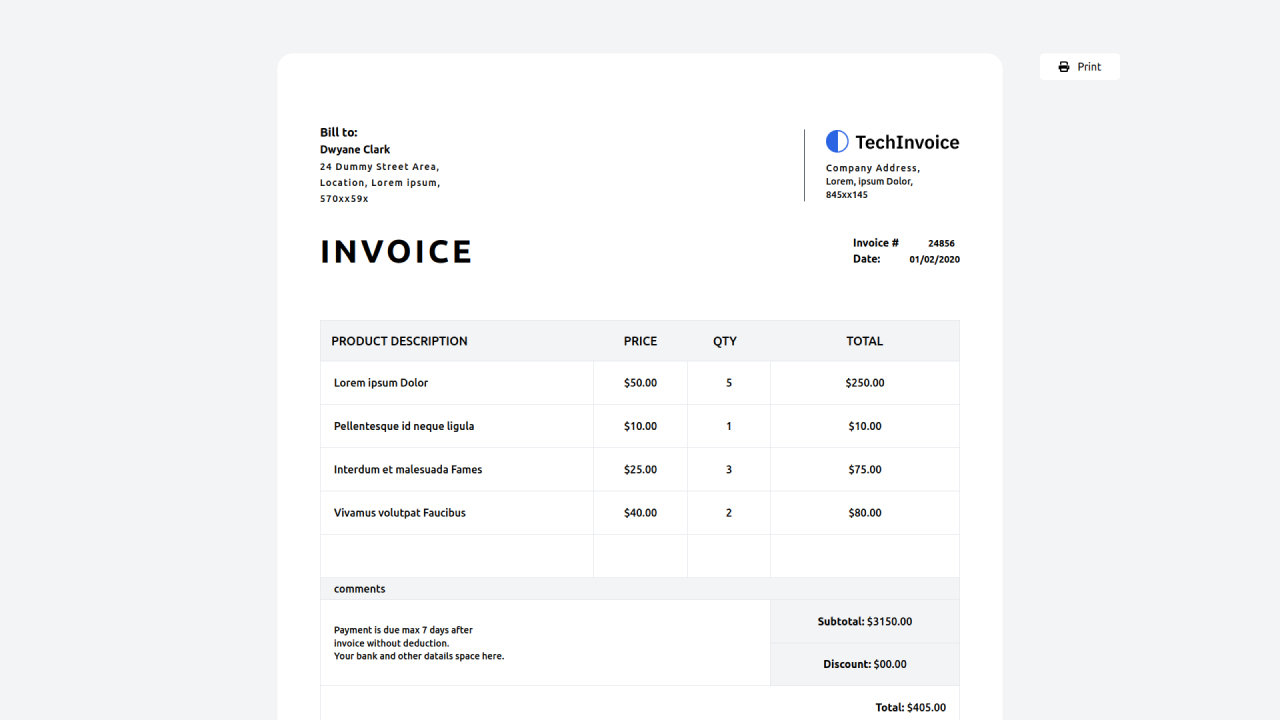 Print
Bill to:
Dwyane Clark
24 Dummy Street Area,
Location, Lorem ipsum,
570xx59x
TechInvoice
Company Address,
Lorem, ipsum Dolor,
845xx145
INVOICE
Invoice # 24856
Date: 01/02/2020
PRODUCT DESCRIPTION PRICE QTY TOTAL
Lorem ipsum Dolor $50.00 5 $250.00
Pellentesque id neque ligula $10.00 1 $10.00
Interdum et malesuada Fames $25.00 3 $75.00
Vivamus volutpat Faucibus $40.00 2 $80.00
comments
Payment is due max 7 days after
invoice without deduction.
Your bank and other datails space here.
Subtotal: $3150.00
Discount: $00.00
Total: $405.00